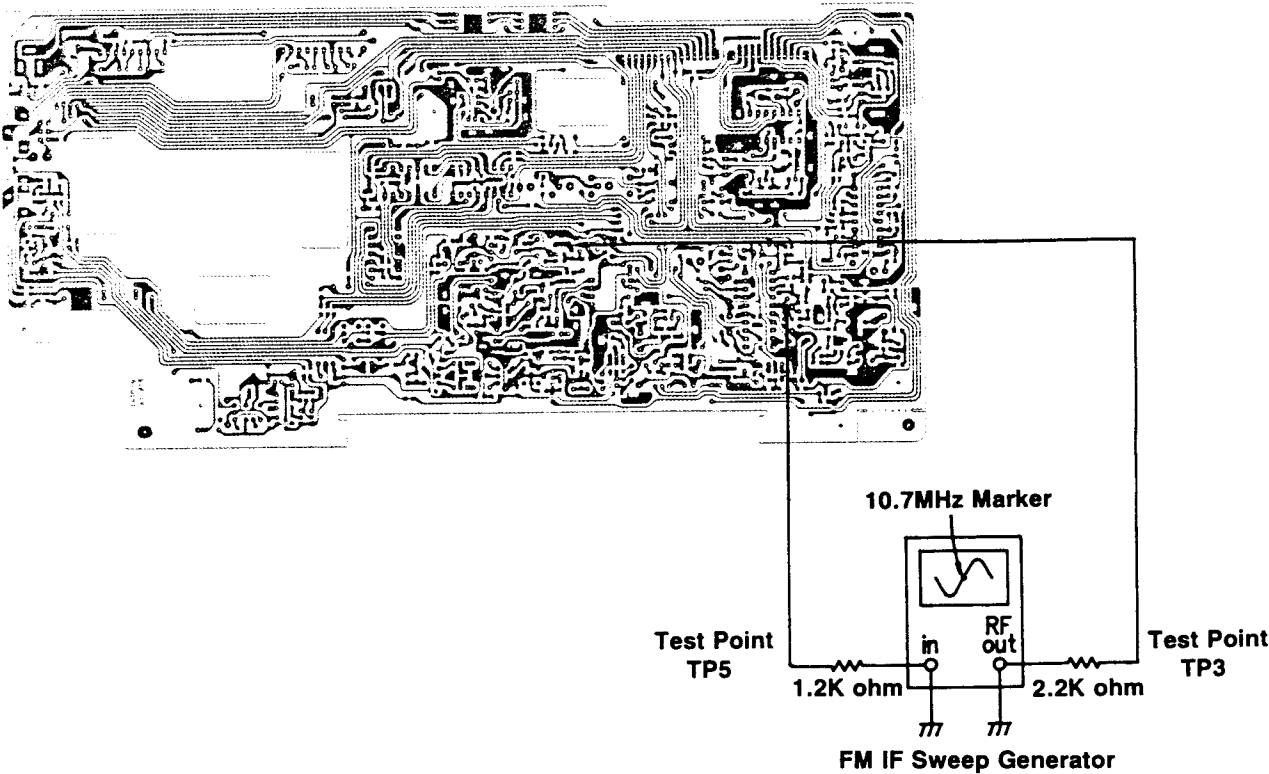 10.7MHz Marker
RF
in
out
Test Point
TP5
Test Point
TP3
1.2K ohm
2.2K ohm
FM IF Sweep Generator